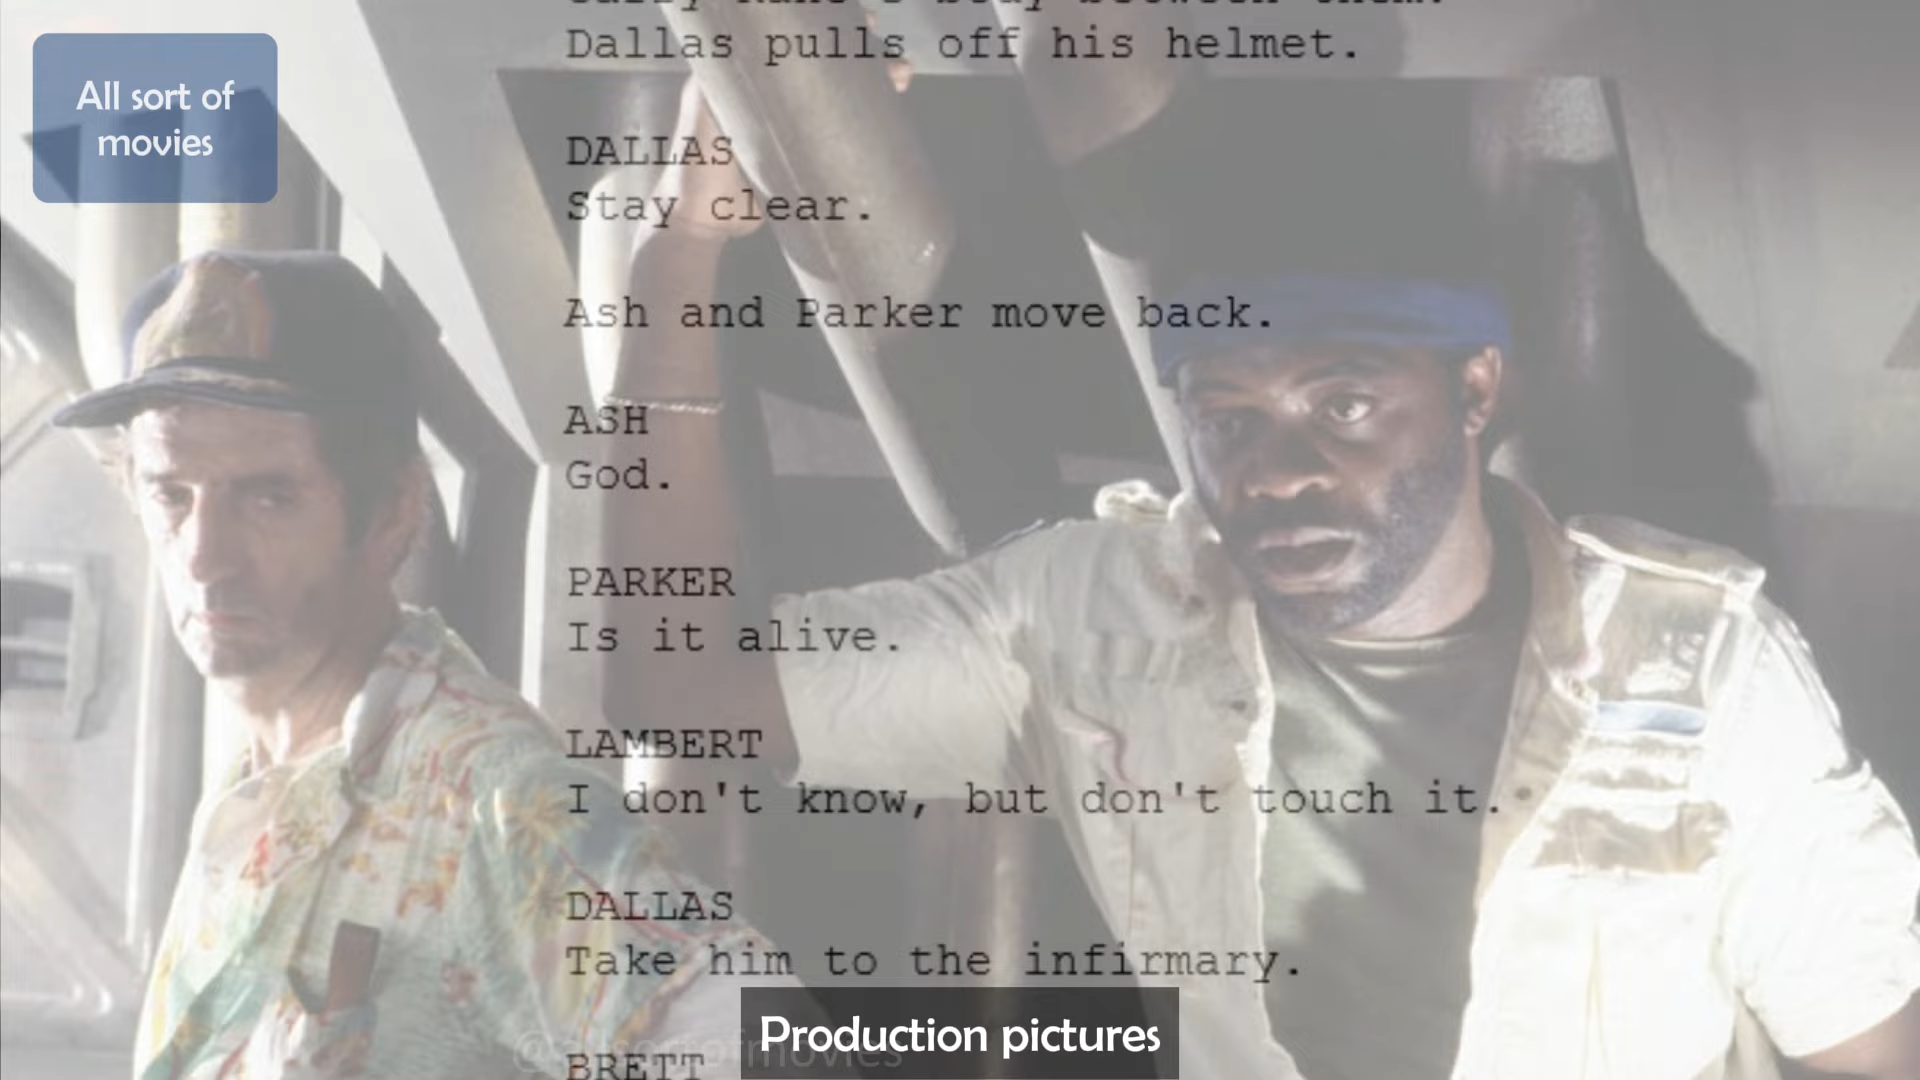 All sort of
movies
Dallas pulls off his helmet.
DALLAS
Stay clear.
Ash and Parker move back.
ASH
God.
PARKER
Is it alive.
LAMBERT
I don't know, but don't touch it.
DALLAS
Take him to the infirmary.
Production pictures
BRETT